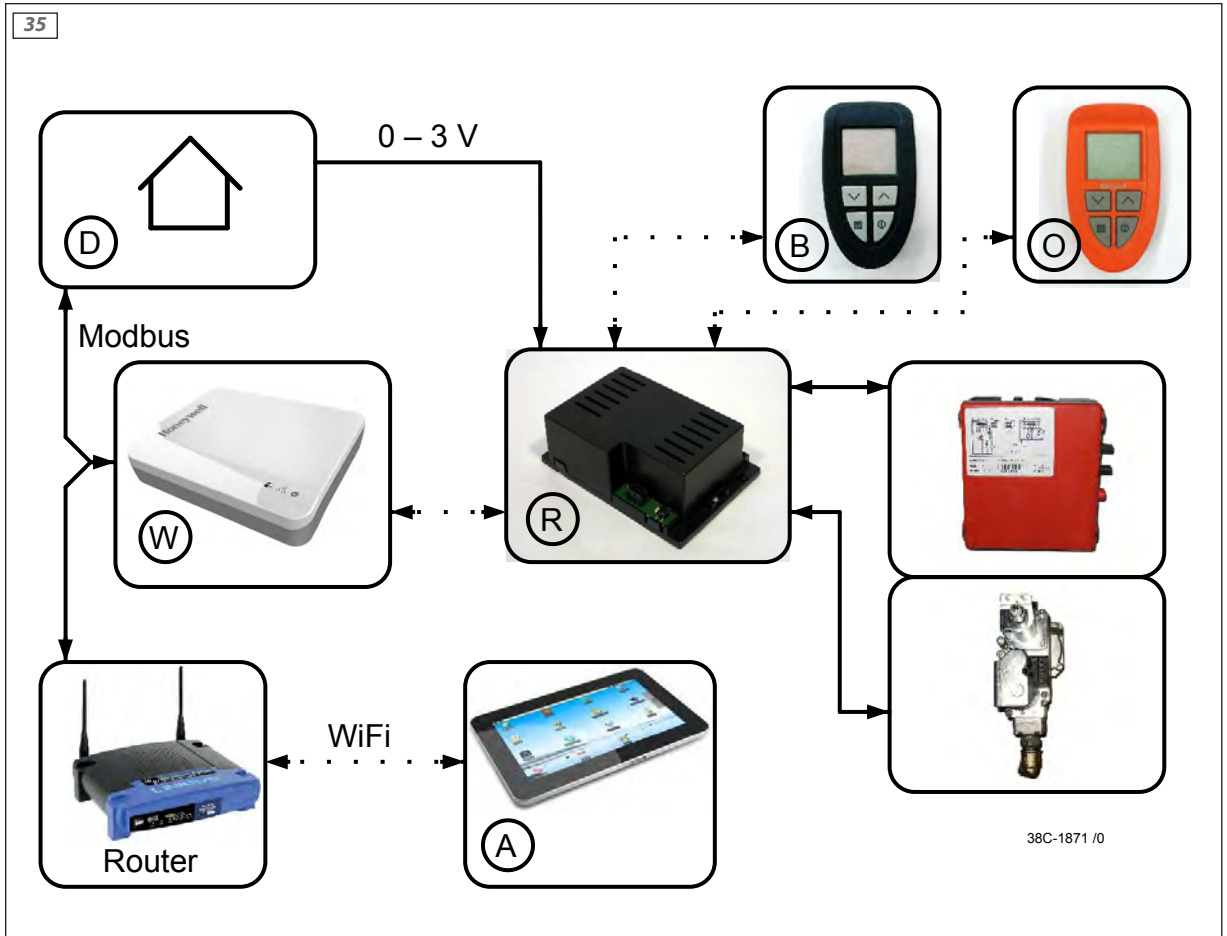 35
0 – 3 V
D
B
O
Modbus
Honeywell
W
R
WiFi
Router
A
38C-1871 /0